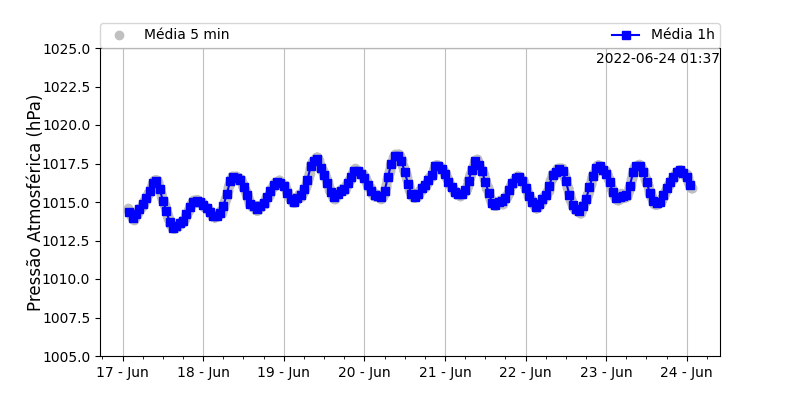 Média 5 min
Média 1h
2022-06-24 01:37
Pressão Atmosférica (hPa)
1025.0
1022.5
1020.0
1017.5
1015.0
1012.5
1010.0
1007.5
1005.0
17 - Jun
18 - Jun
19 - Jun
20 - Jun
21 - Jun
22 - Jun
23 - Jun
24 - Jun